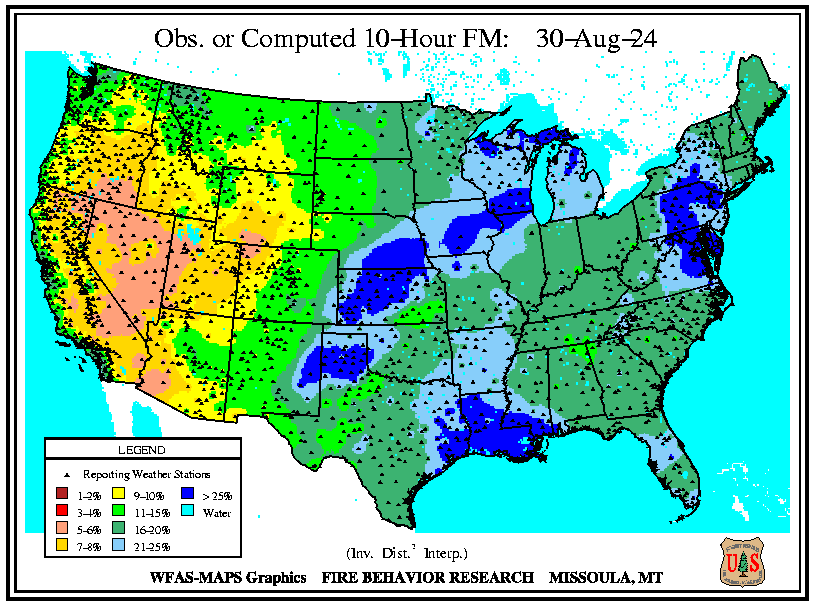 Obs. or Computed 10-Hour FM: 30-Aug-24
LEGEND
Reporting Weather Stations
1-2% 9-10% > 25%
3-4% 11-15% Water
5-6% 16-20%
7-8% 21-25%
(Inv. Dist.² Interp.)
WFAS-MAPS Graphics FIRE BEHAVIOR RESEARCH MISSOULA, MT
U S